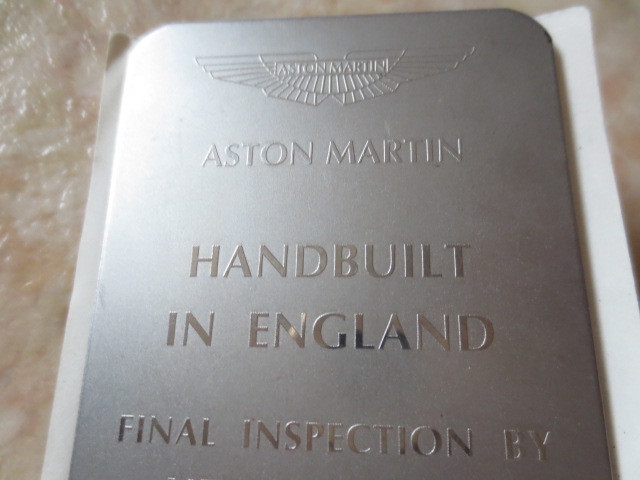 ASTON MARTIN
ASTON MARTIN
HANDBUILT
IN ENGLAND
FINAL INSPECTION BY